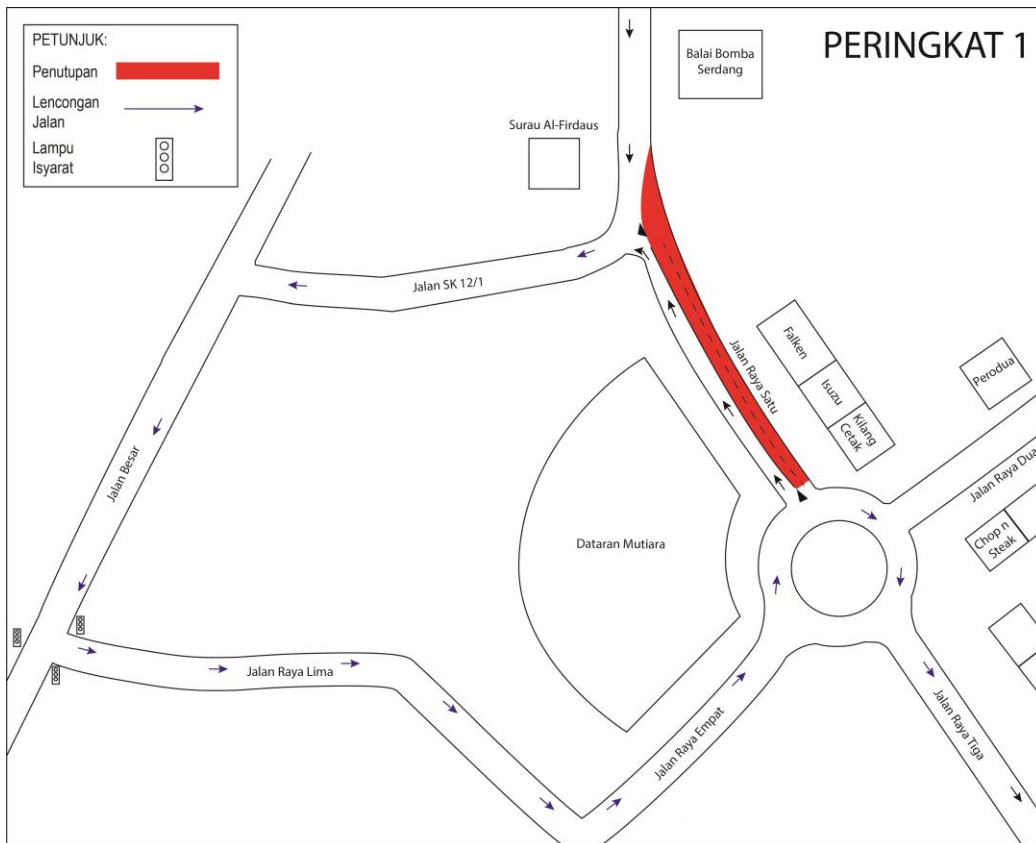 PETUNJUK:
Penutupan
Lencongan
Jalan
Lampu
Isyarat
PERINGKAT 1
Balai Bomba
Serdang
Surau Al-Firdaus
Jalan SK 12/1
Jalan Raya Satu
Falken
Isuzu
Kilang
Cetak
Perodua
Jalan Raya Dua
Chop n
Steak
Jalan Besar
Dataran Mutiara
Jalan Raya Lima
Jalan Raya Empat
Jalan Raya Tiga